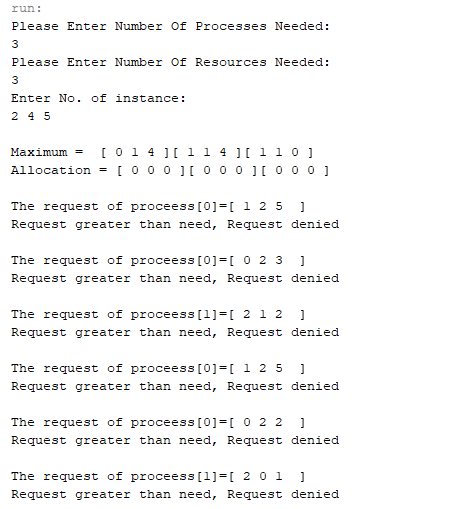 run:
Please Enter Number Of Processes Needed:
3
Please Enter Number Of Resources Needed:
3
Enter No. of instance:
2 4 5
Maximum =  [ 0 1 4 ][ 1 1 4 ][ 1 1 0 ]
Allocation = [ 0 0 0 ][ 0 0 0 ][ 0 0 0 ]
The request of proceess[0]=[ 1 2 5  ]
Request greater than need, Request denied
The request of proceess[0]=[ 0 2 3  ]
Request greater than need, Request denied
The request of proceess[1]=[ 2 1 2  ]
Request greater than need, Request denied
The request of proceess[0]=[ 1 2 5  ]
Request greater than need, Request denied
The request of proceess[0]=[ 0 2 2  ]
Request greater than need, Request denied
The request of proceess[1]=[ 2 0 1  ]
Request greater than need, Request denied